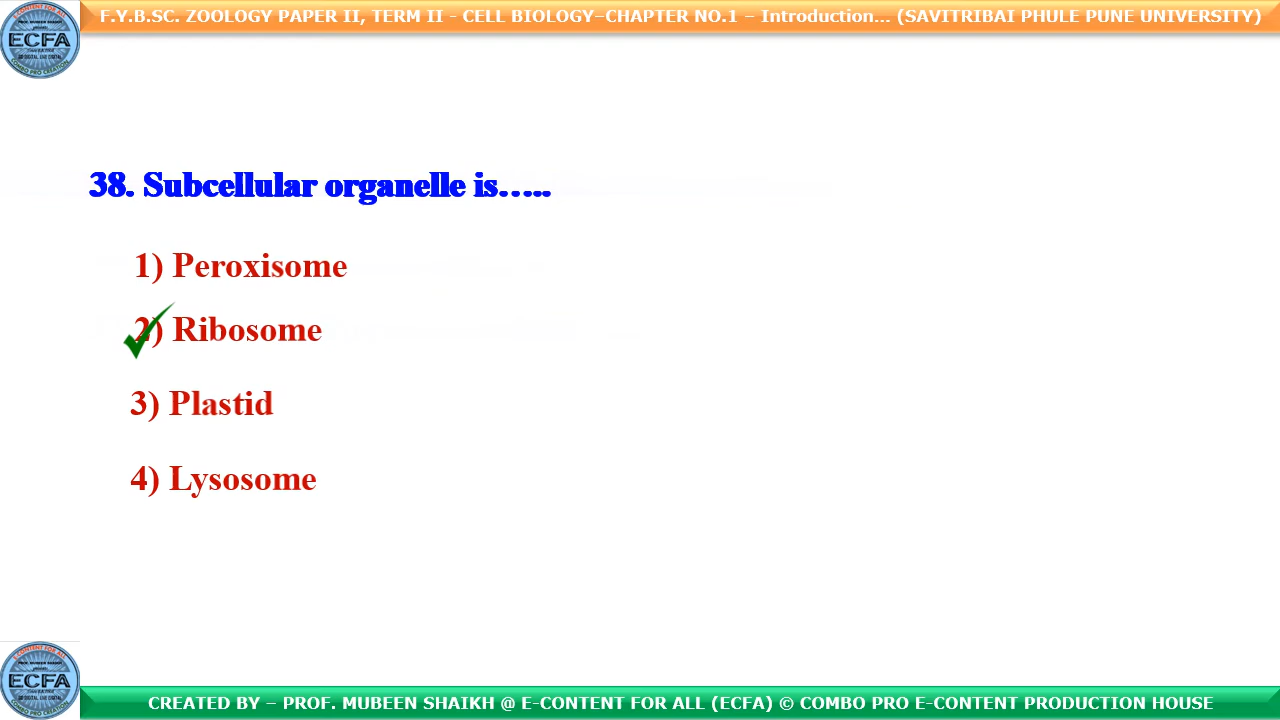 F.Y.B.SC. ZOOLOGY PAPER II, TERM II - CELL BIOLOGY–CHAPTER NO.1 – Introduction... (SAVITRIBAI PHULE PUNE UNIVERSITY)
ECFA
38. Subcellular organelle is…..
1) Peroxisome
2) Ribosome
3) Plastid
4) Lysosome
ECFA
CREATED BY – PROF. MUBEEN SHAIKH @ E-CONTENT FOR ALL (ECFA) © COMBO PRO E-CONTENT PRODUCTION HOUSE